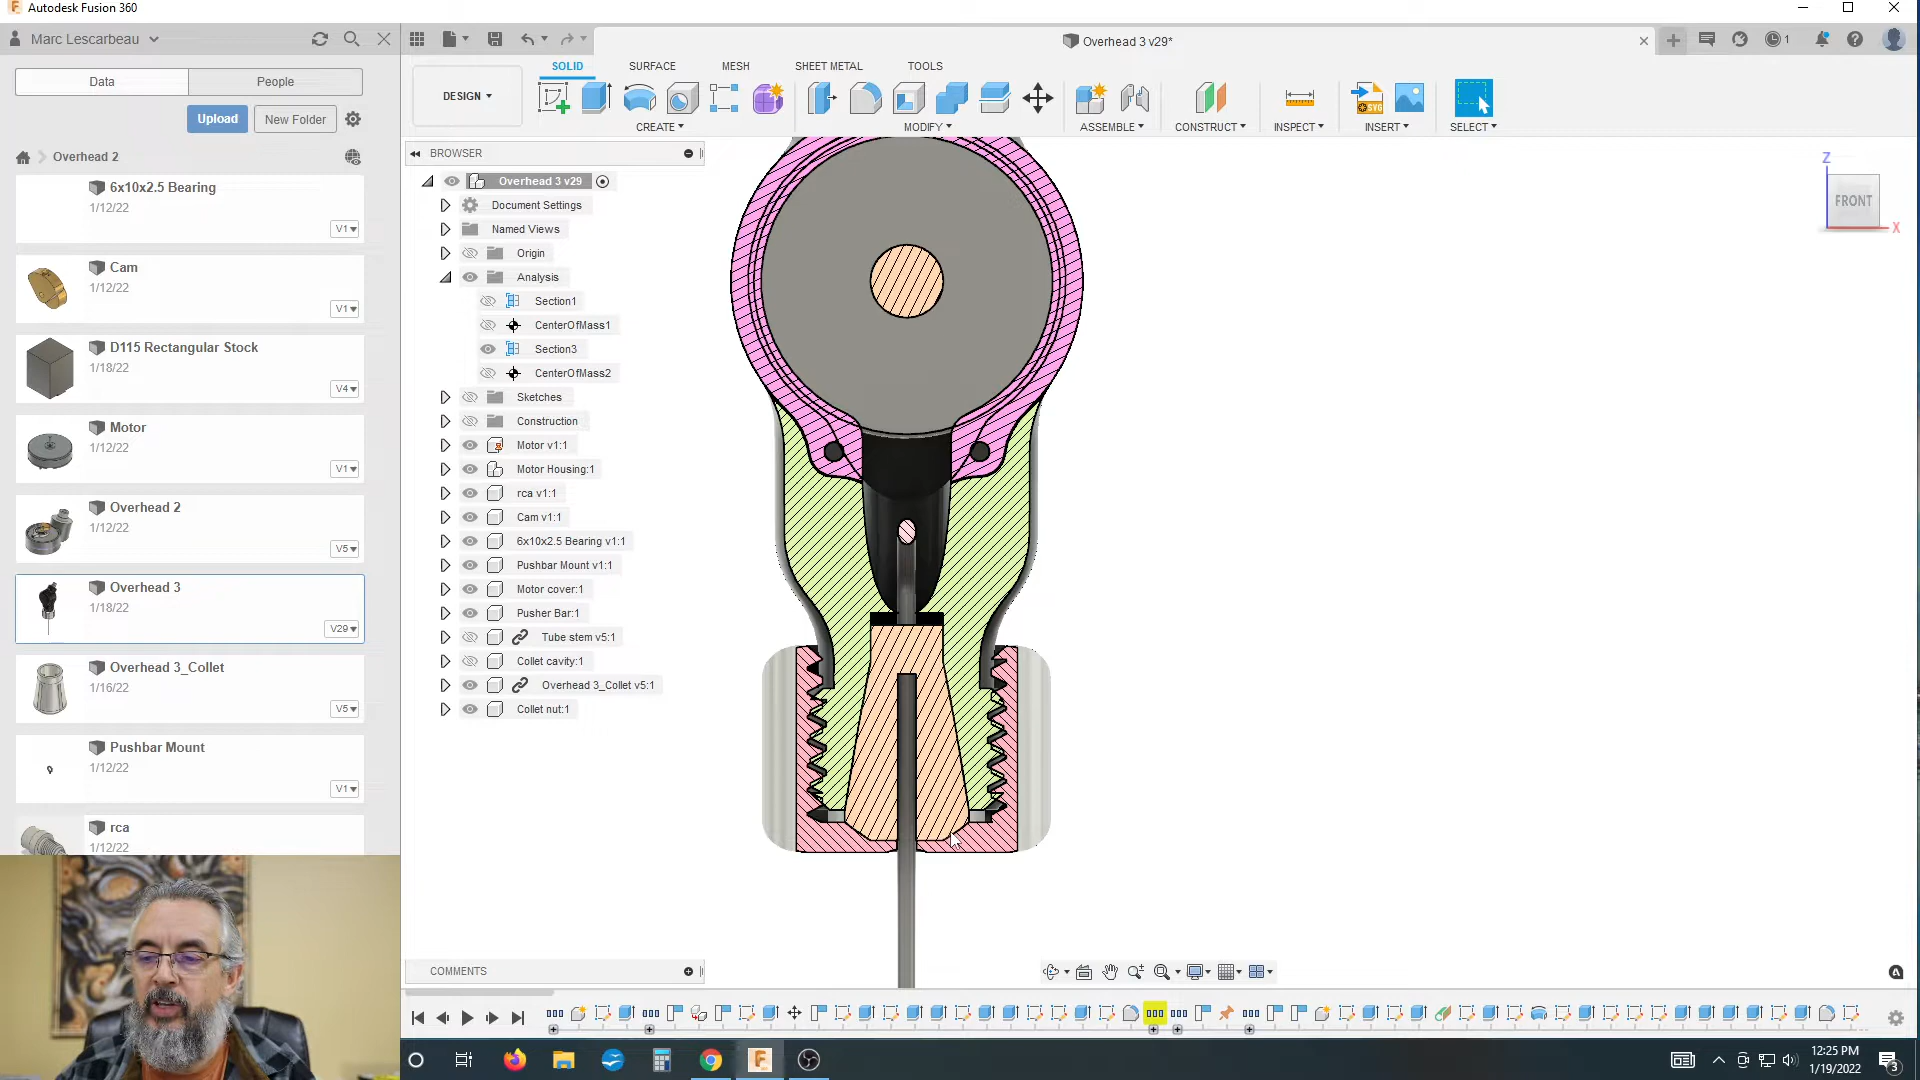 Autodesk Fusion 360
Marc Lescarbeau
Data
People
Upload
New Folder
Overhead 2
6x10x2.5 Bearing
1/12/22
V1
Cam
1/12/22
V1
D115 Rectangular Stock
1/18/22
V4
Motor
1/12/22
V1
Overhead 2
1/12/22
V5
Overhead 3
1/18/22
V29
Overhead 3_Collet
1/16/22
V5
Pushbar Mount
1/12/22
V1
rca
Overhead 3 v29*
1
DESIGN
SOLID
SURFACE
MESH
SHEET METAL
TOOLS
CREATE
MODIFY
ASSEMBLE
CONSTRUCT
INSPECT
INSERT
SELECT
BROWSER
Overhead 3 v29
Document Settings
Named Views
Origin
Analysis
Section1
CenterOfMass1
Section3
CenterOfMass2
Sketches
Construction
Motor v1:1
Motor Housing:1
rca v1:1
Cam v1:1
6x10x2.5 Bearing v1:1
Pushbar Mount v1:1
Motor cover:1
Pusher Bar:1
Tube stem v5:1
Collet cavity:1
Overhead 3_Collet v5:1
Collet nut:1
Z
FRONT
X
COMMENTS
12:25 PM
1/19/2022
3